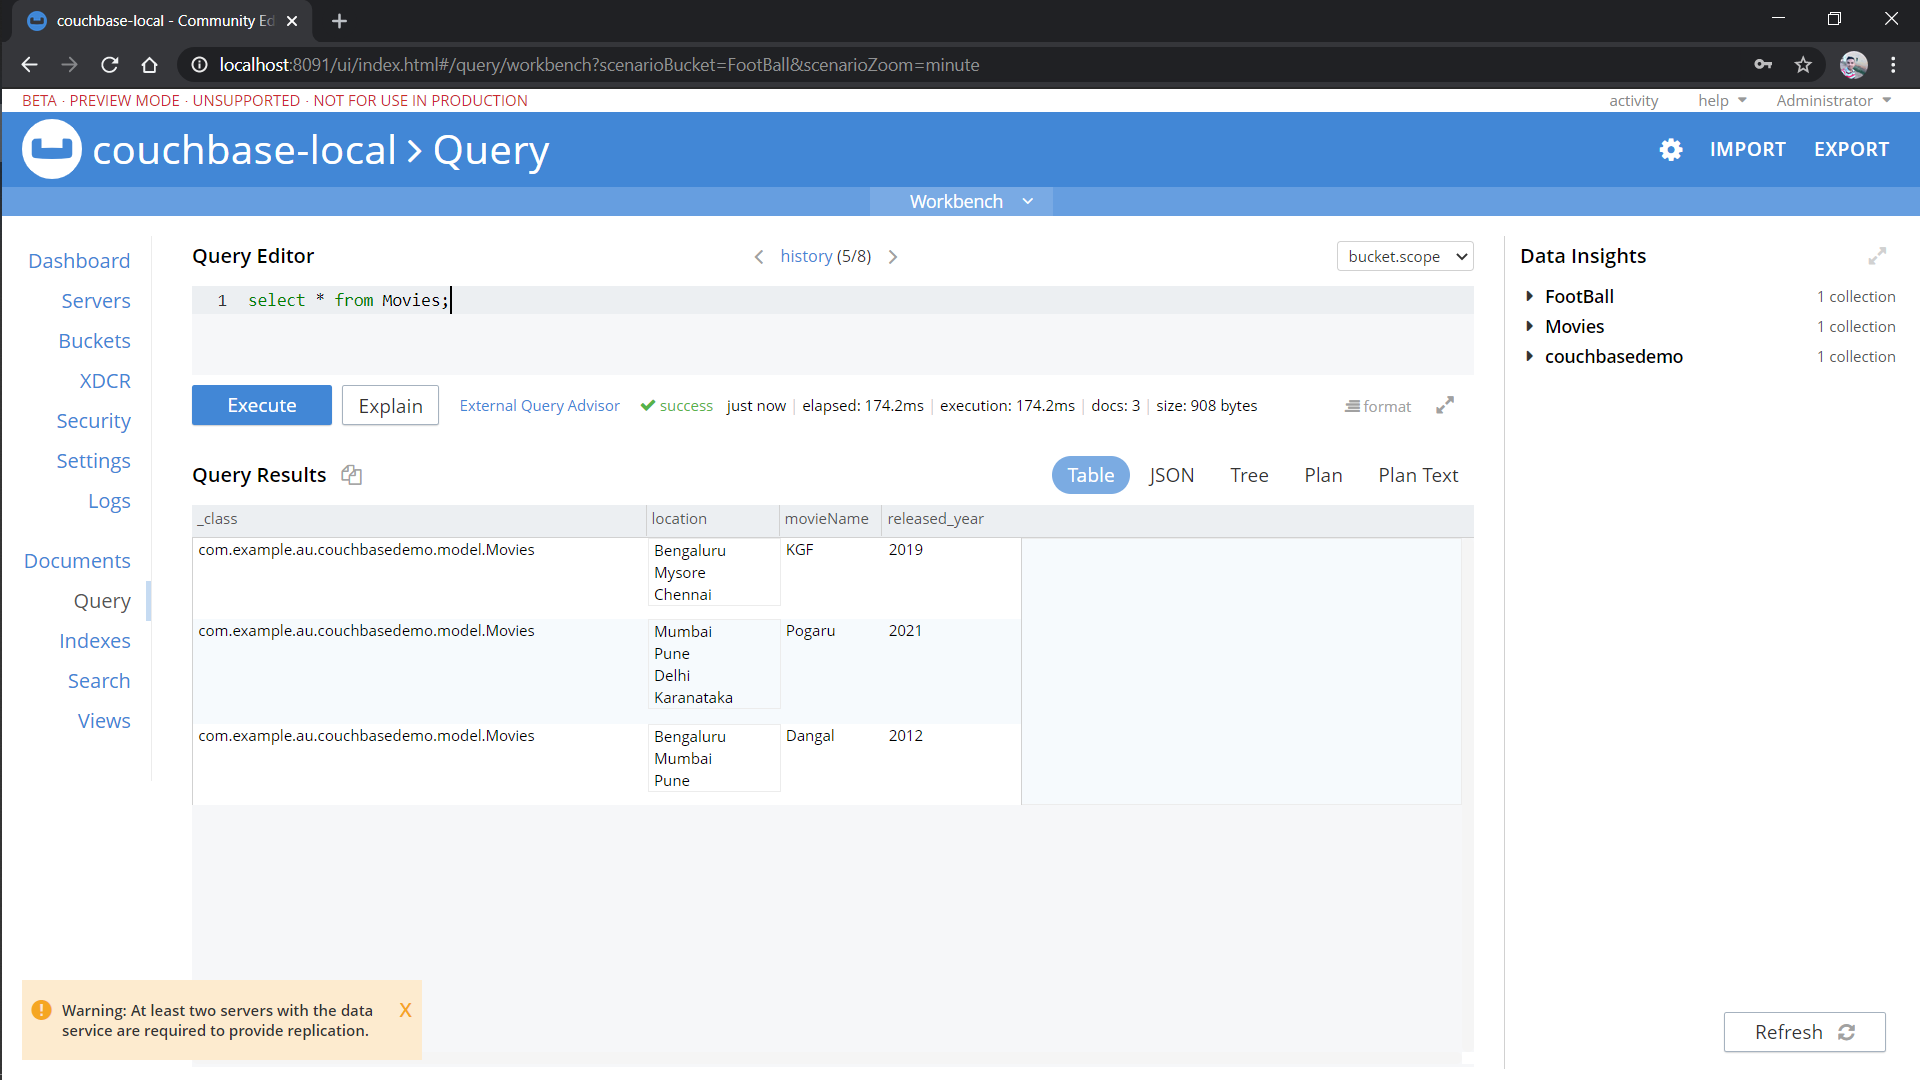 couchbase-local - Community Ed
localhost:8091/ui/index.html#/query/workbench?scenarioBucket=FootBall&scenarioZoom=minute
BETA · PREVIEW MODE · UNSUPPORTED · NOT FOR USE IN PRODUCTION
activity help Administrator
couchbase-local > Query
IMPORT EXPORT
Workbench
Dashboard
Servers
Buckets
XDCR
Security
Settings
Logs
Documents
Query
Indexes
Search
Views
Query Editor
history (5/8)
bucket.scope
1 select * from Movies;
Execute Explain External Query Advisor success just now | elapsed: 174.2ms | execution: 174.2ms | docs: 3 | size: 908 bytes format
Query Results
Table JSON Tree Plan Plan Text
_class location movieName released_year
com.example.au.couchbasedemo.model.Movies Bengaluru KGF 2019
Mysore
Chennai
com.example.au.couchbasedemo.model.Movies Mumbai Pogaru 2021
Pune
Delhi
Karanataka
com.example.au.couchbasedemo.model.Movies Bengaluru Dangal 2012
Mumbai
Pune
Data Insights
FootBall 1 collection
Movies 1 collection
couchbasedemo 1 collection
Warning: At least two servers with the data X
service are required to provide replication.
Refresh